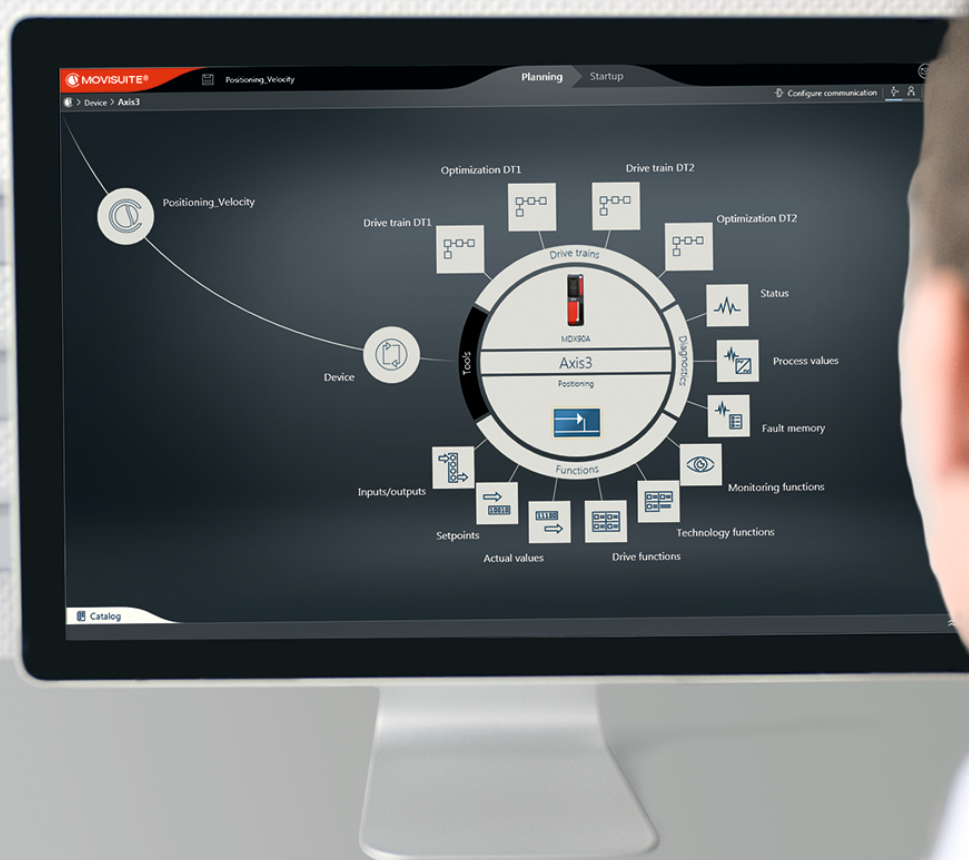 MOVISUITE®
Positioning_Velocity
Planning
Startup
Device > Axis3
Configure communication
Positioning_Velocity
Optimization DT1
Drive train DT2
Drive train DT1
Optimization DT2
Drive trains
Status
MDX90A
Tools
Axis3
Diagnostics
Process values
Device
Positioning
Fault memory
Functions
Monitoring functions
Inputs/outputs
Setpoints
Technology functions
Actual values
Drive functions
Catalog